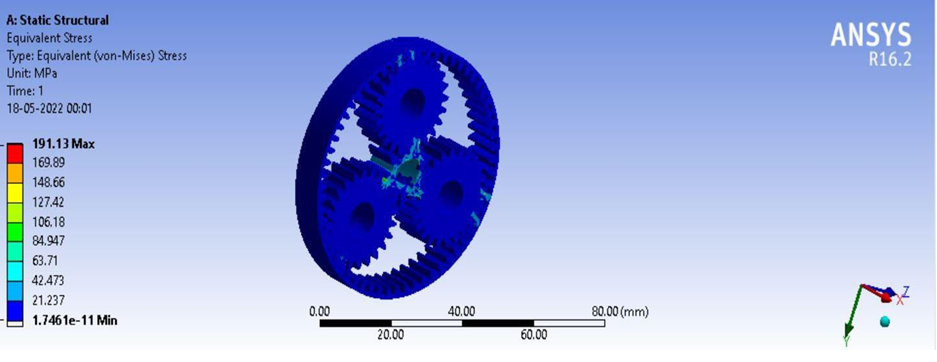 A: Static Structural
Equivalent Stress
Type: Equivalent (von-Mises) Stress
Unit: MPa
Time: 1
18-05-2022 00:01
191.13 Max
169.89
148.66
127.42
106.18
84.947
63.71
42.473
21.237
1.7461e-11 Min
ANSYS
R16.2
0.00 40.00 80.00 (mm)
20.00 60.00
Z
X
Y